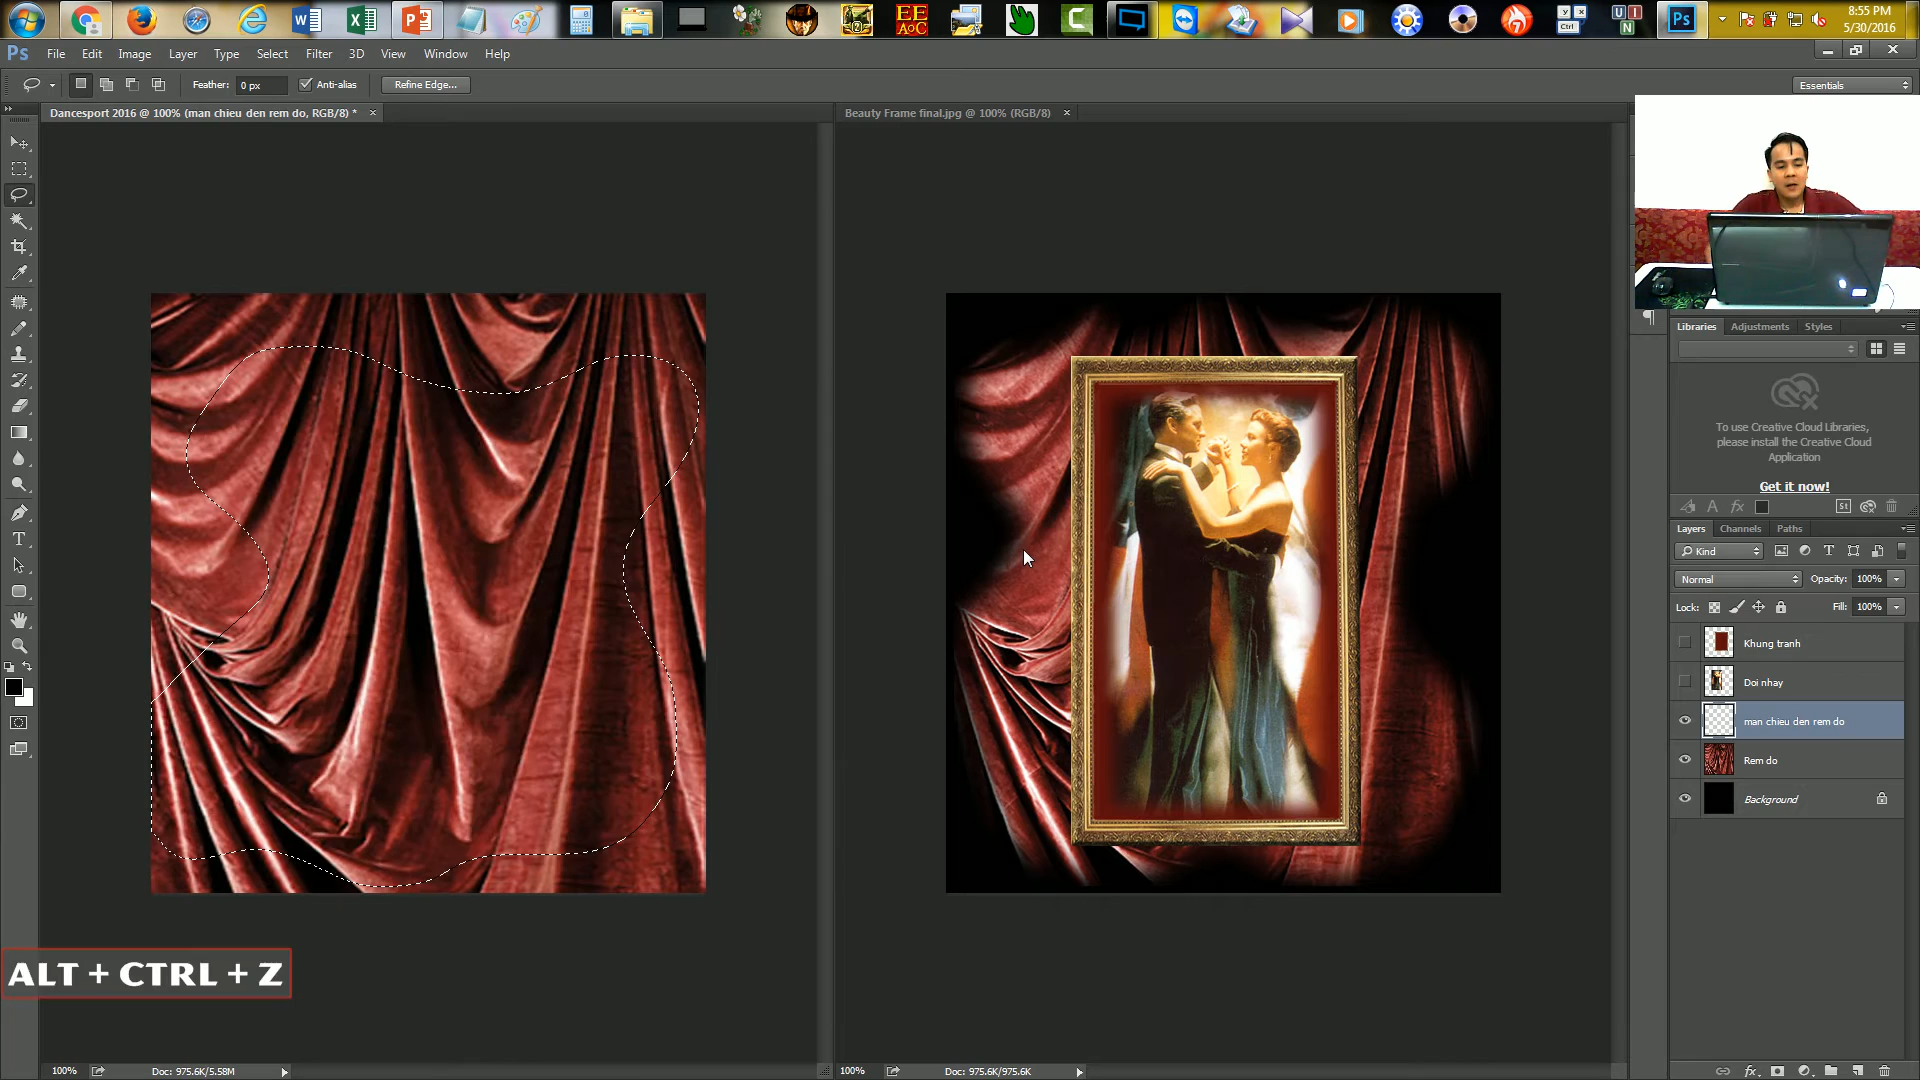 8:55 PM
5/30/2016
Ps File Edit Image Layer Type Select Filter 3D View Window Help
Feather: 0 px Anti-alias Refine Edge... Essentials
Dancesport 2016 @ 100% (man chieu den rem do, RGB/8) * ×
Beauty Frame final.jpg @ 100% (RGB/8) ×
Libraries Adjustments Styles
To use Creative Cloud Libraries,
please install the Creative Cloud
Application
Get it now!
Layers Channels Paths
Kind
Normal Opacity: 100%
Lock: Fill: 100%
Khung tranh
Doi nhay
man chieu den rem do
Rem do
Background
ALT + CTRL + Z
100% Doc: 975.6K/5.58M
100% Doc: 975.6K/975.6K